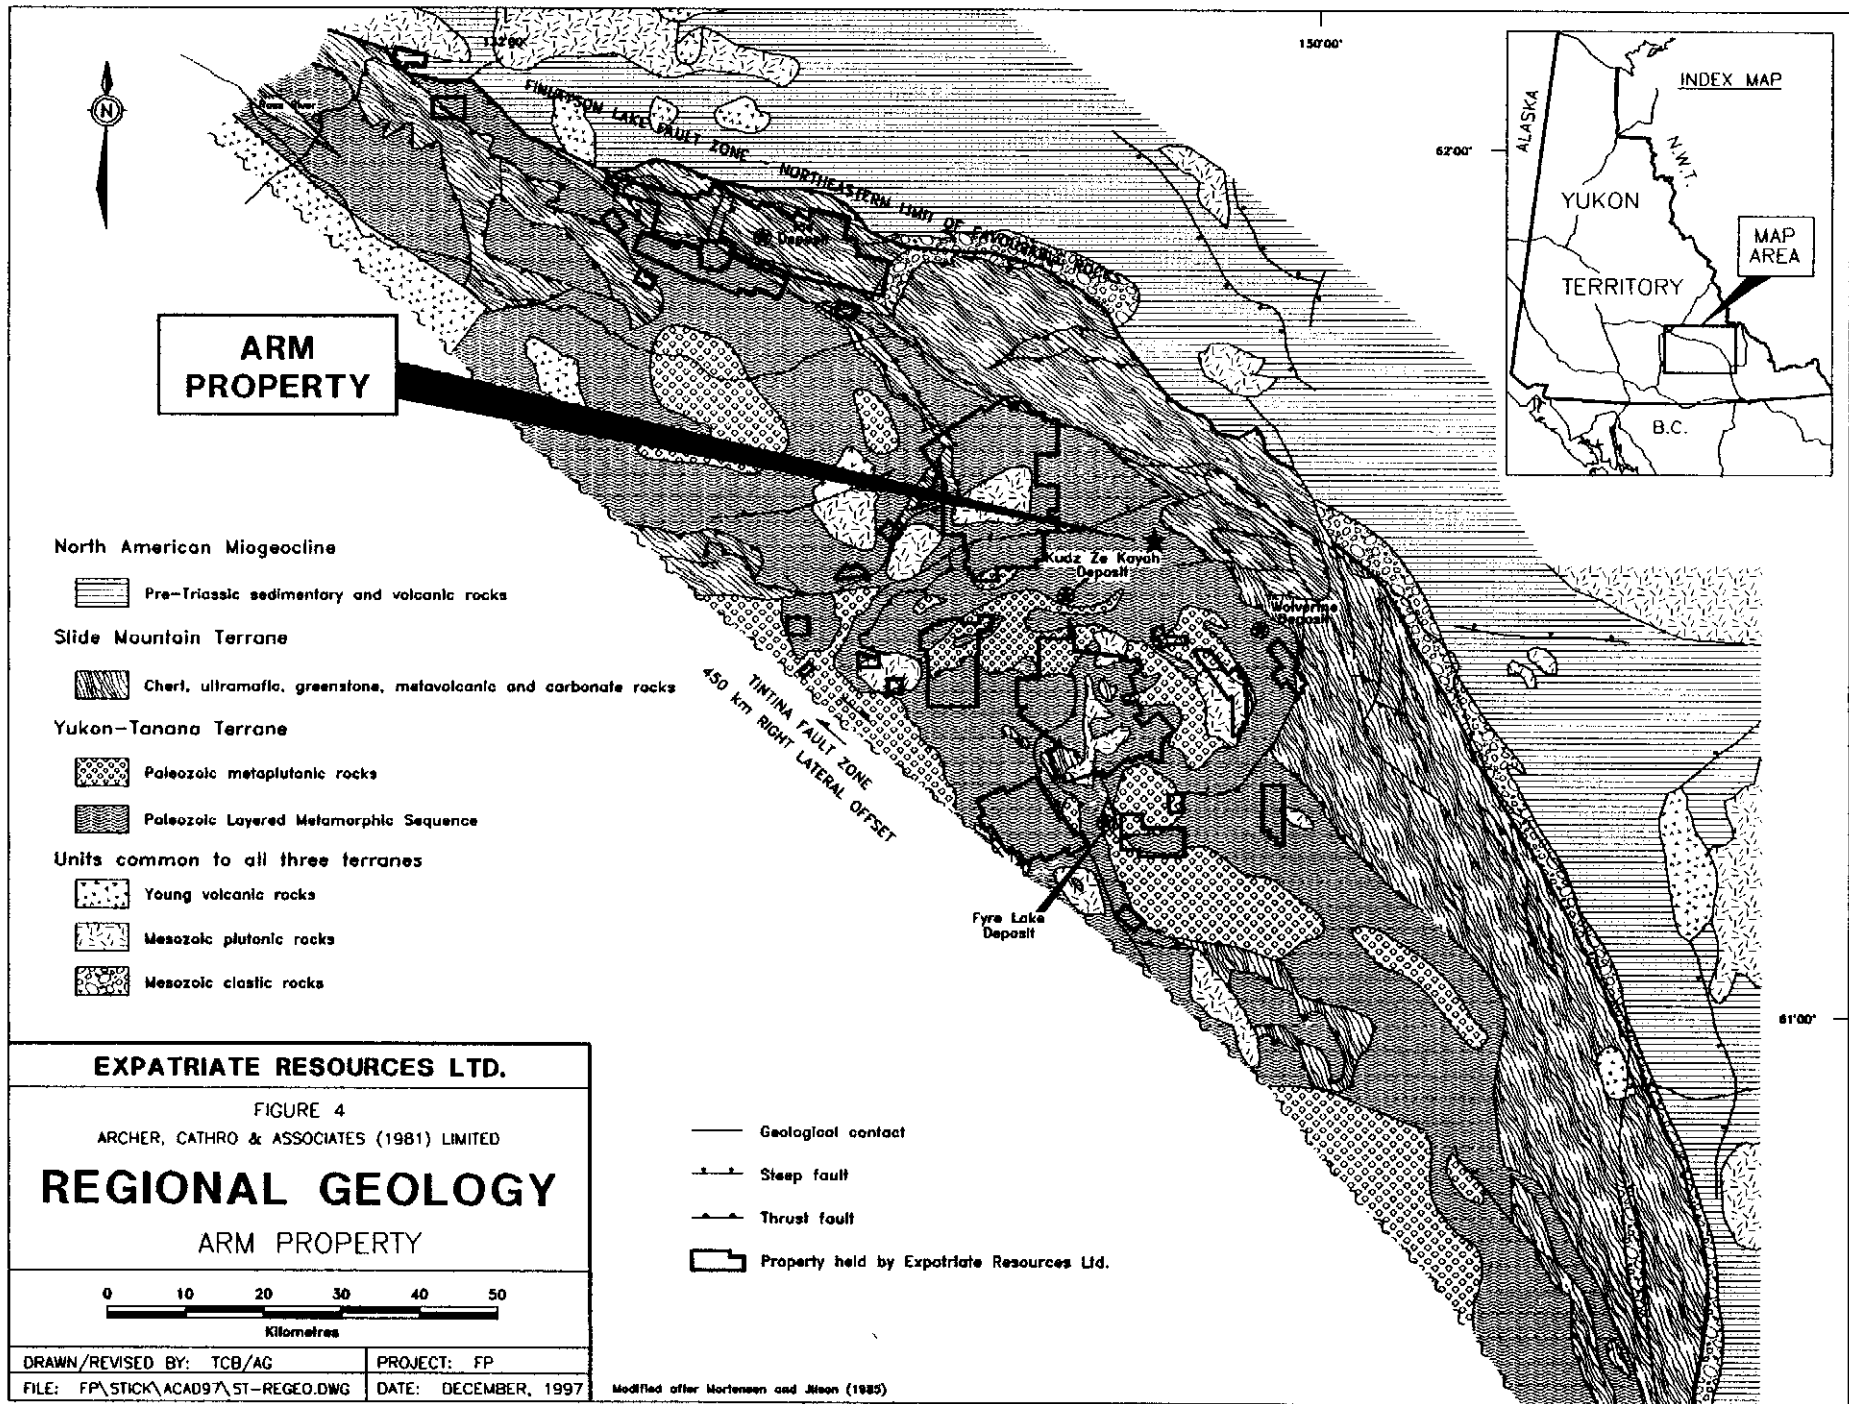 132°00'
130°00'
N
Ross River
FINLAYSON LAKE FAULT ZONE - NORTHEASTERN LIMIT OF FAVOURABLE ROCKS
62°00'
INDEX MAP
ALASKA
N.W.T.
YUKON
MAP
AREA
TERRITORY
B.C.
Deposit
ARM
PROPERTY
Kudz Ze Kayah
Deposit
Wolverine
Deposit
North American Miogeocline
Pre-Triassic sedimentary and volcanic rocks
Slide Mountain Terrane
Chert, ultramafic, greenstone, metavolcanic and carbonate rocks
Yukon-Tanana Terrane
Paleozoic metaplutonic rocks
Paleozoic Layered Metamorphic Sequence
Units common to all three terranes
Young volcanic rocks
Mesozoic plutonic rocks
Mesozoic clastic rocks
TINTINA FAULT ZONE
450 km RIGHT LATERAL OFFSET
Fyre Lake
Deposit
61°00'
EXPATRIATE RESOURCES LTD.
FIGURE 4
ARCHER, CATHRO & ASSOCIATES (1981) LIMITED
REGIONAL GEOLOGY
ARM PROPERTY
0 10 20 30 40 50
Kilometres
DRAWN/REVISED BY: TCB/AG
PROJECT: FP
FILE: FP\STICK\ACAD97\ST-REGEO.DWG
DATE: DECEMBER, 1997
Geological contact
Steep fault
Thrust fault
Property held by Expatriate Resources Ltd.
Modified after Mortensen and Jilson (1985)